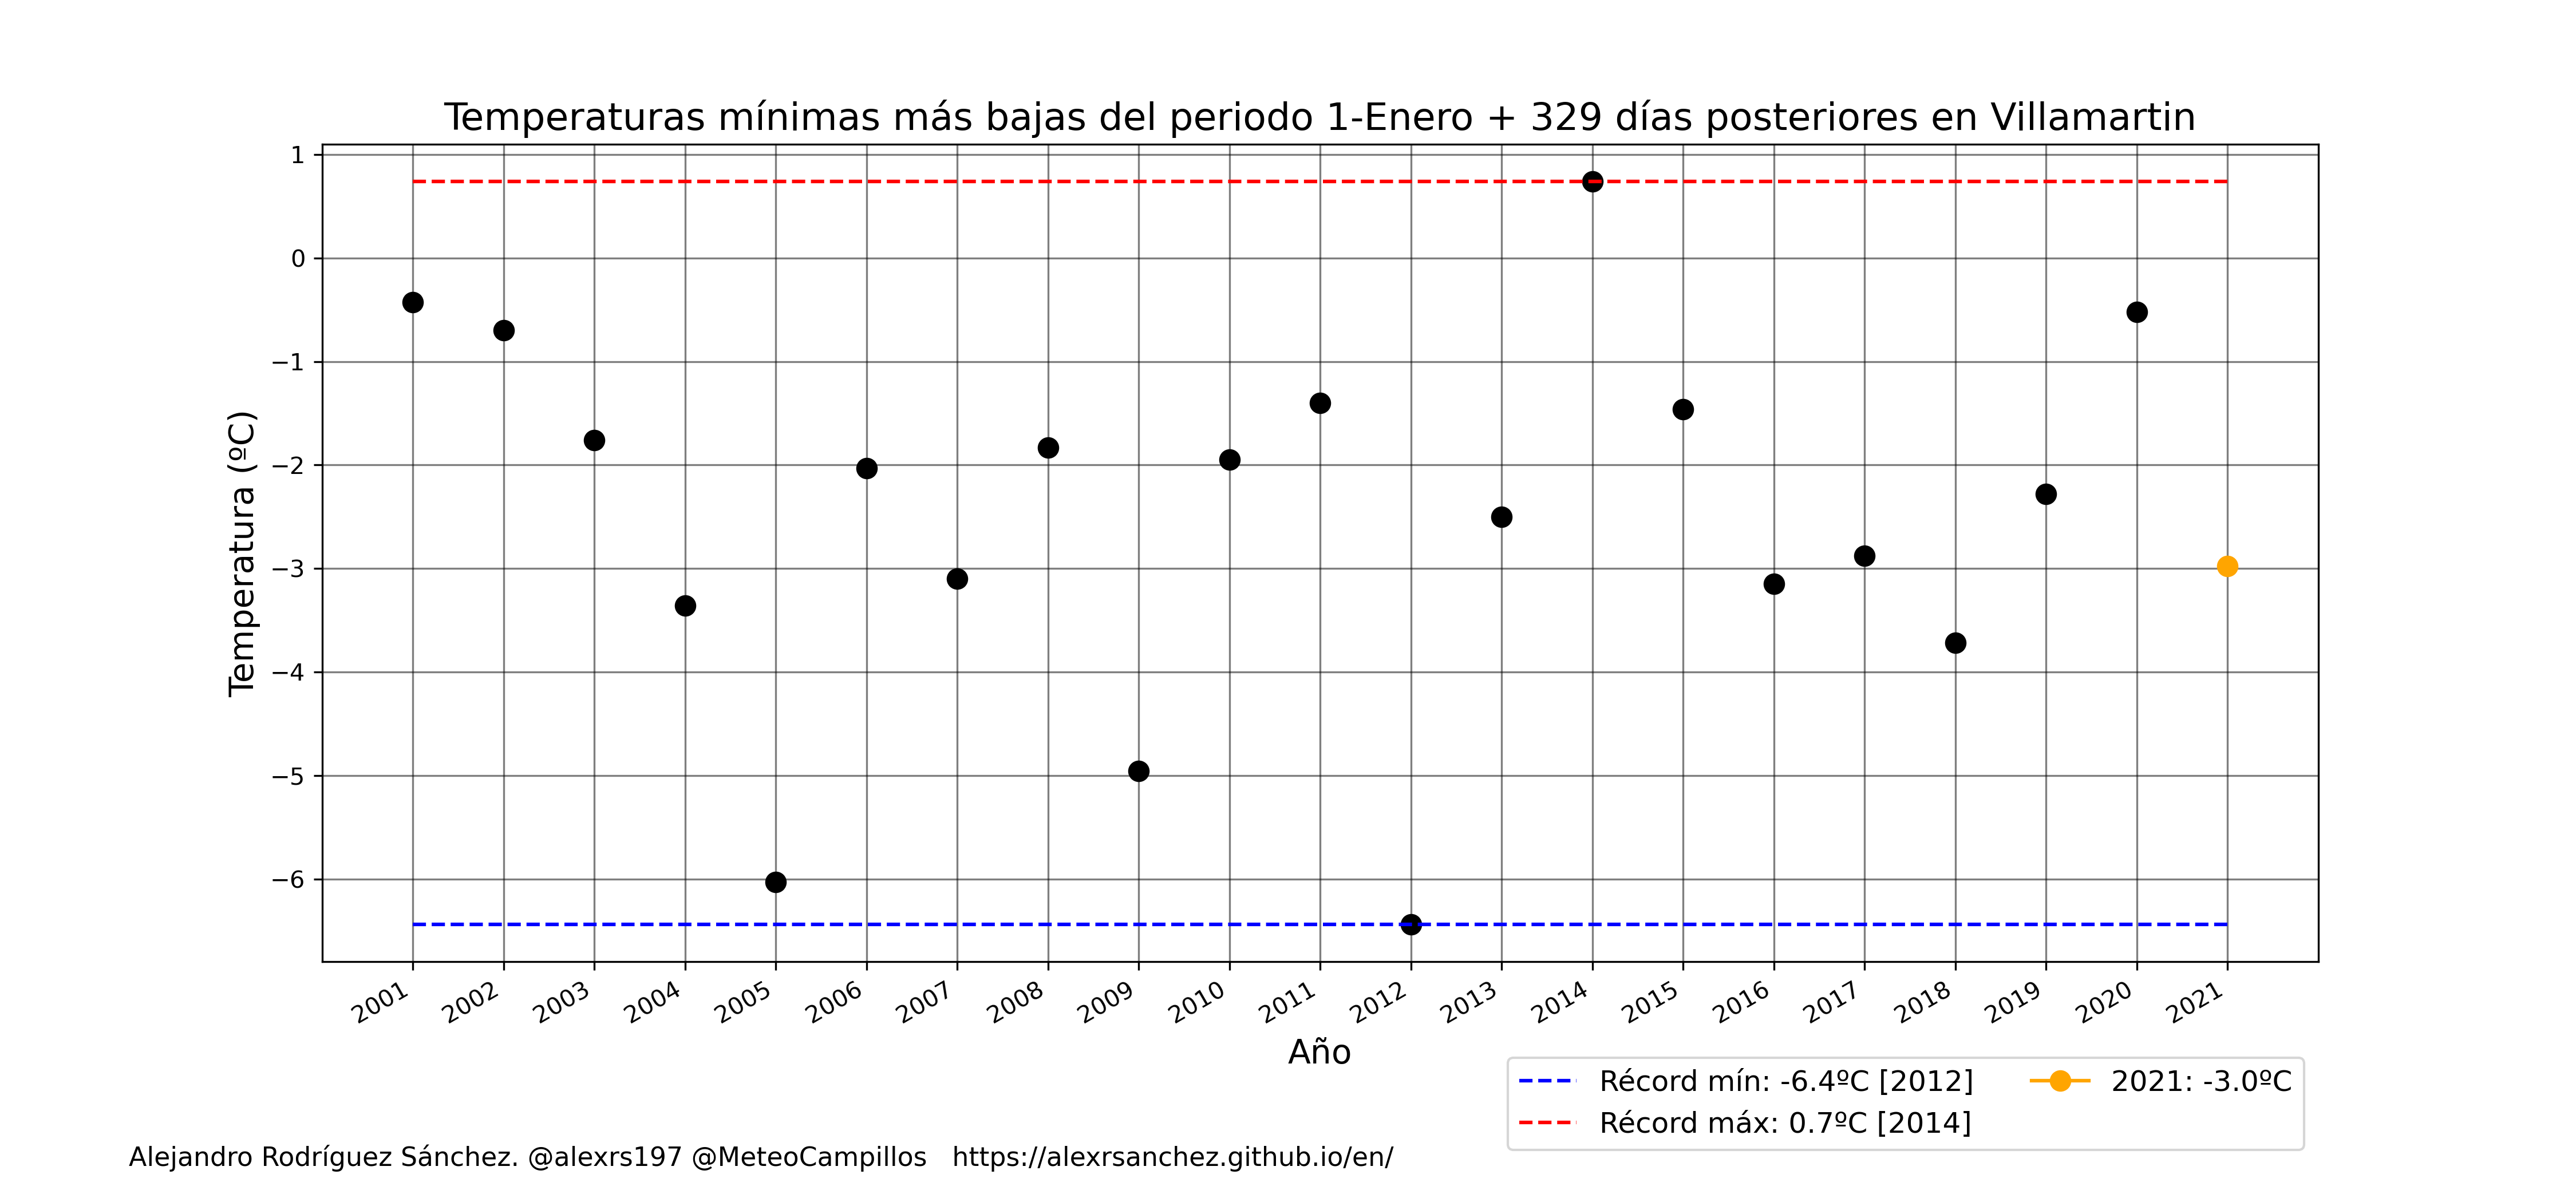 Temperaturas mínimas más bajas del periodo 1-Enero + 329 días posteriores en Villamartin
Temperatura (ºC)
1
0
−1
−2
−3
−4
−5
−6
2001 2002 2003 2004 2005 2006 2007 2008 2009 2010 2011 2012 2013 2014 2015 2016 2017 2018 2019 2020 2021
Año
Récord mín: -6.4ºC [2012]
Récord máx: 0.7ºC [2014]
2021: -3.0ºC
Alejandro Rodríguez Sánchez. @alexrs197 @MeteoCampillos https://alexrsanchez.github.io/en/